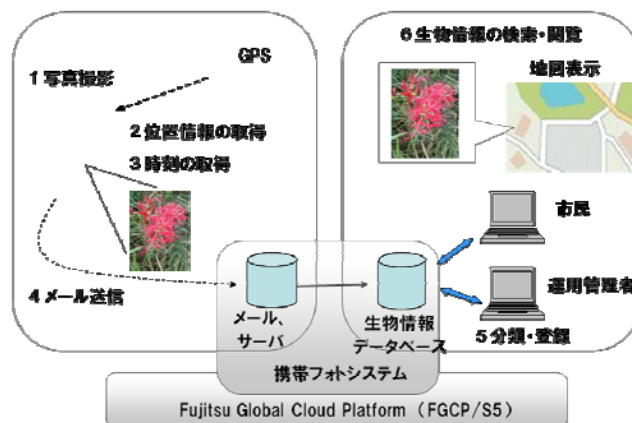 GPS
1写真撮影
2位置情報の取得
3時刻の取得
4メール送信
6生物情報の検索・閲覧
地図表示
市民
運用管理者
5分類・登録
メール、
サーバ
生物情報
データベース
携帯フォトシステム
Fujitsu Global Cloud Platform （FGCP/S5）